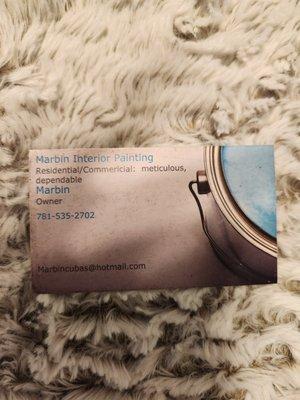 Marbin Interior Painting
Residential/Commericial: meticulous,
dependable
Marbin
Owner
781-535-2702
Marbincubas@hotmail.com